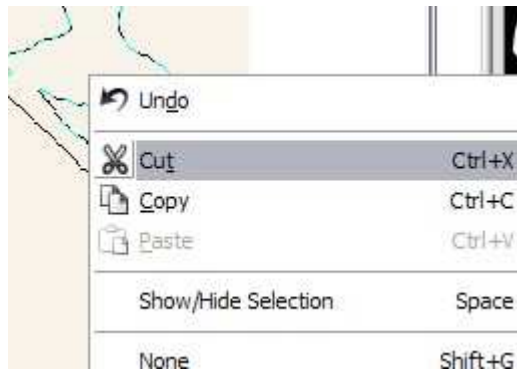 Undo
Cut Ctrl+X
Copy Ctrl+C
Paste Ctrl+V
Show/Hide Selection Space
None Shift+G